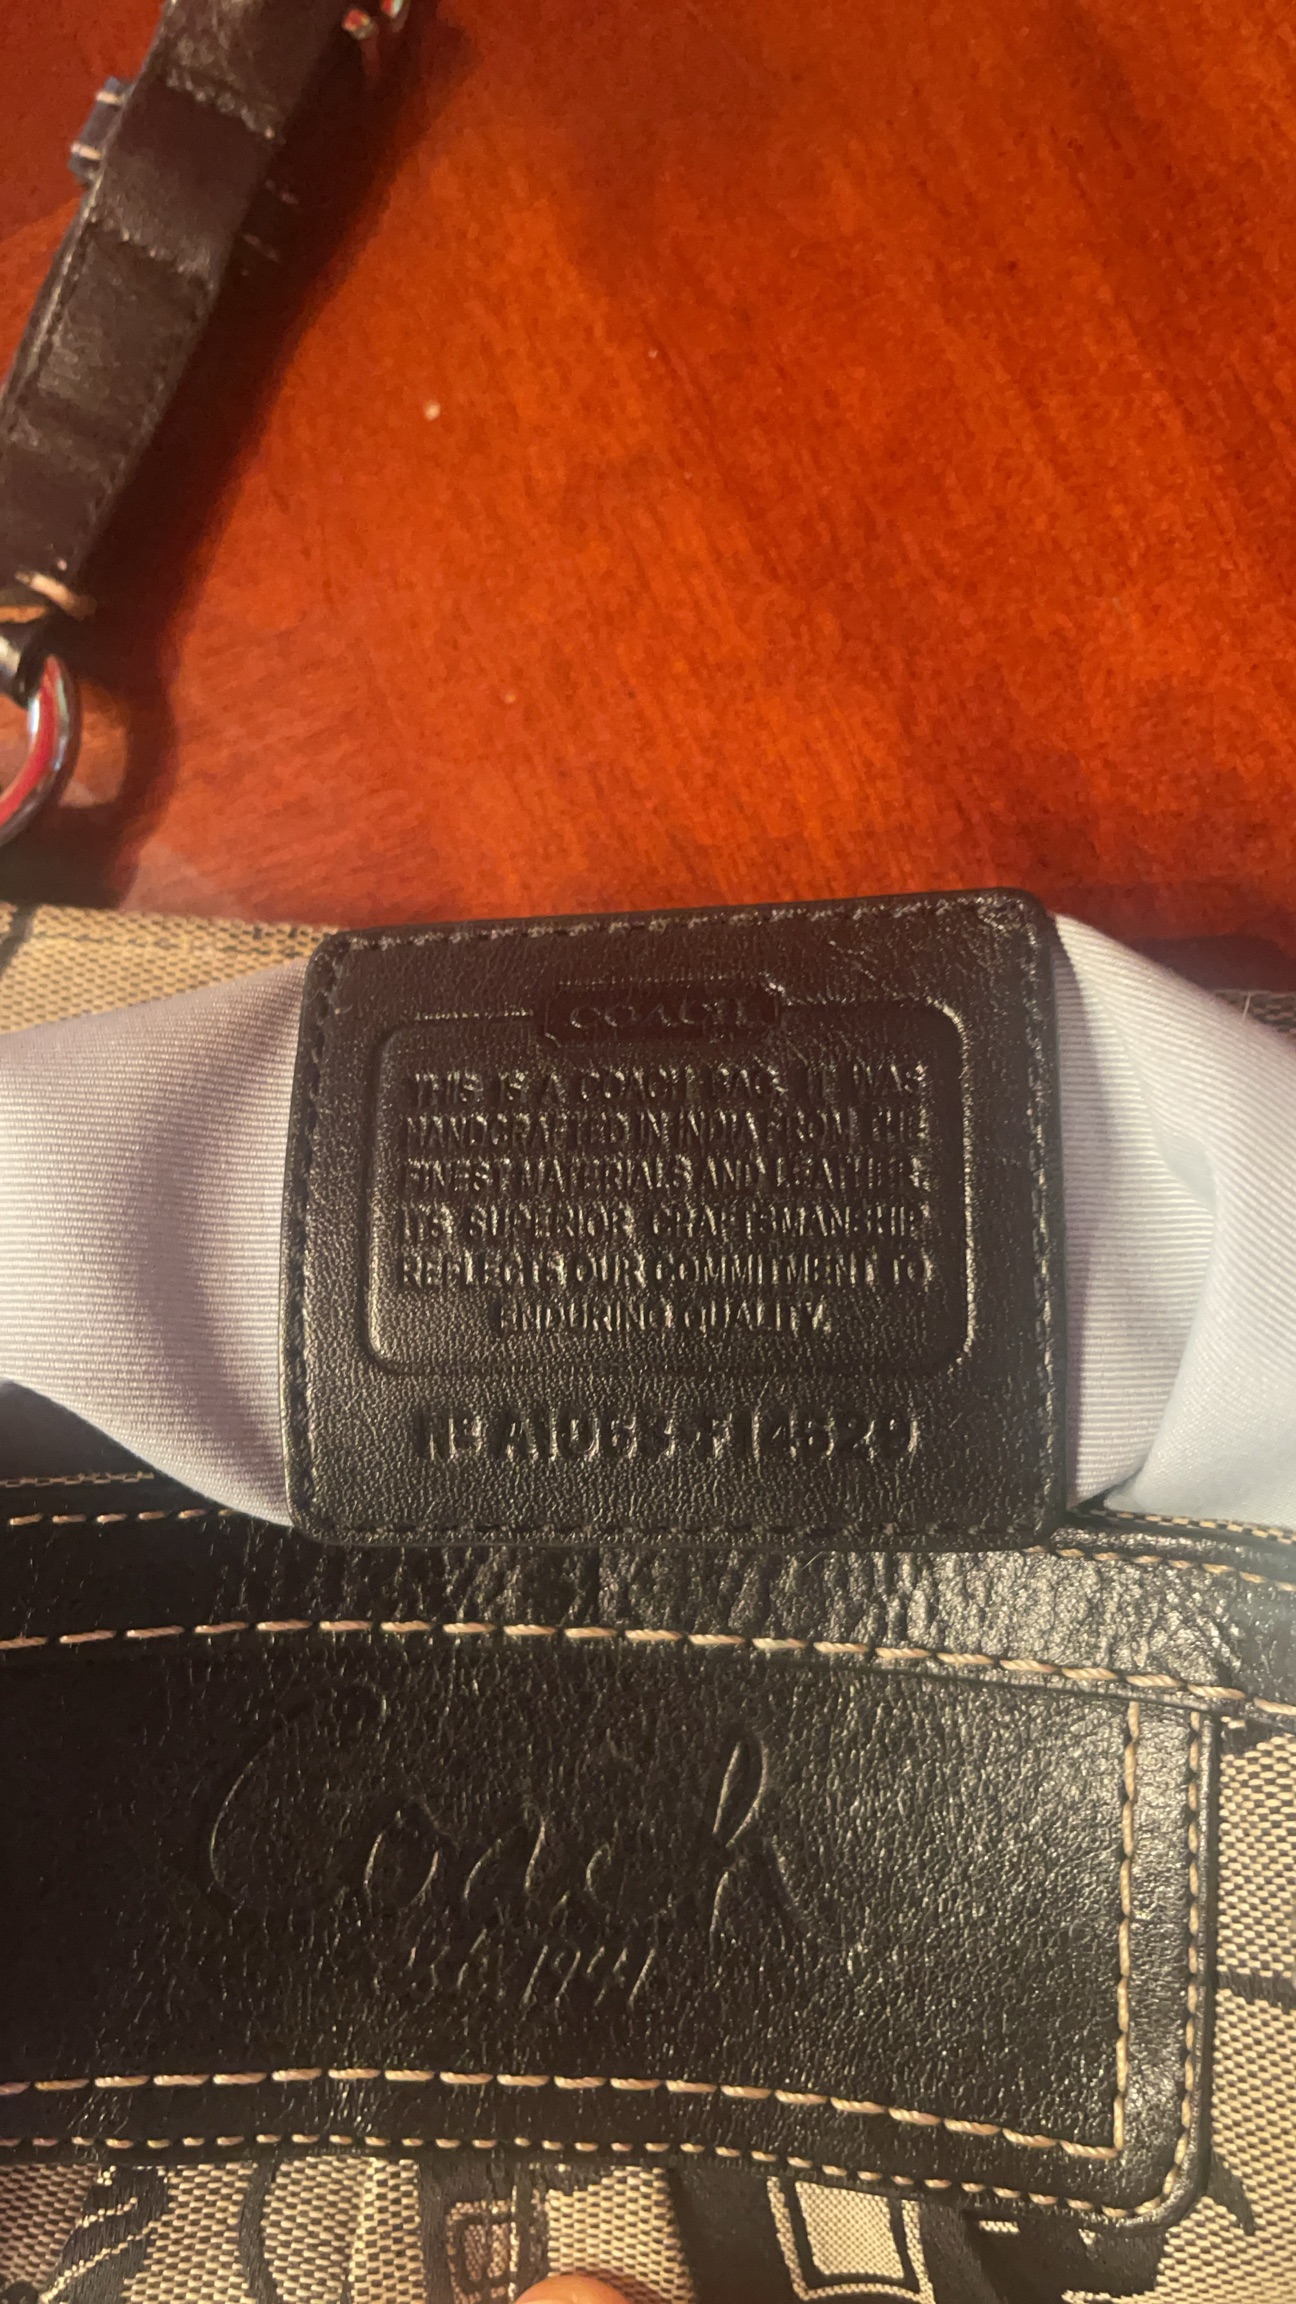 COACH
THIS IS A COACH BAG. IT WAS
HANDCRAFTED IN INDIA FROM THE
FINEST MATERIALS AND LEATHERS.
ITS SUPERIOR CRAFTSMANSHIP
REFLECTS OUR COMMITMENT TO
ENDURING QUALITY.
Nº A1068-F14520
Coach
est. 1941